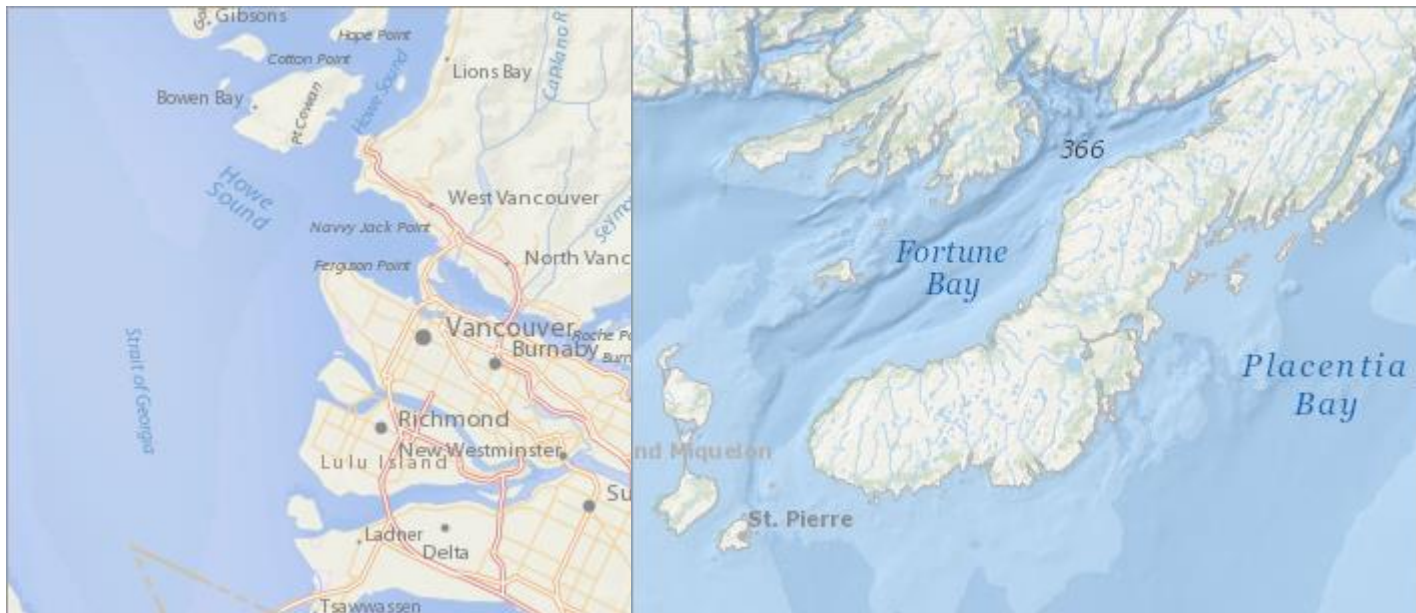 Gibsons
Hope Point
Cotton Point
Lions Bay
Capilano R
Bowen Bay
Pt Cowan
Howe Sound
Howe
Sound
West Vancouver
Navvy Jack Point
North Vanc
Ferguson Point
Strait of Georgia
Vancouver
Burnaby
Richmond
New Westminster
Lulu Island
Su
Ladner
Delta
Tsawwassen
366
Fortune
Bay
Placentia
Bay
nd Miquelon
St. Pierre